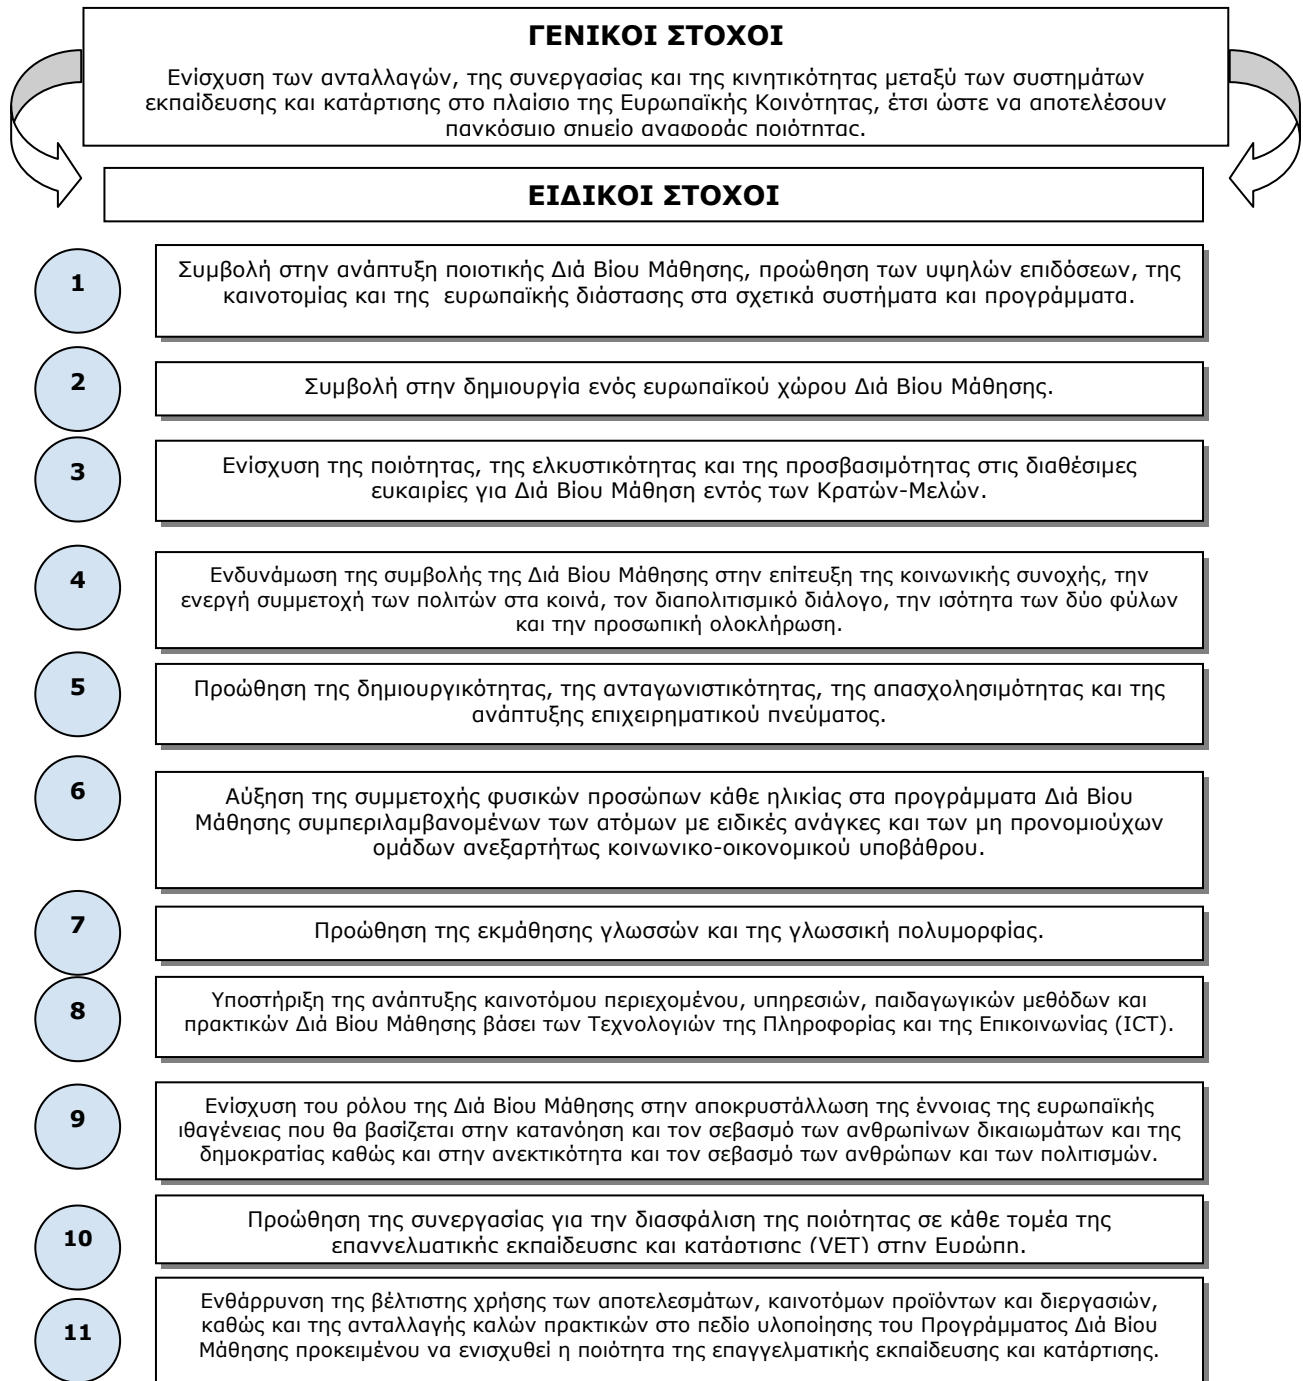 ΓΕΝΙΚΟΙ ΣΤΟΧΟΙ
Ενίσχυση των ανταλλαγών, της συνεργασίας και της κινητικότητας μεταξύ των συστημάτων
εκπαίδευσης και κατάρτισης στο πλαίσιο της Ευρωπαϊκής Κοινότητας, έτσι ώστε να αποτελέσουν
παγκόσμιο σημείο αναφοράς ποιότητας.
ΕΙΔΙΚΟΙ ΣΤΟΧΟΙ
1
Συμβολή στην ανάπτυξη ποιοτικής Διά Βίου Μάθησης, προώθηση των υψηλών επιδόσεων, της
καινοτομίας και της ευρωπαϊκής διάστασης στα σχετικά συστήματα και προγράμματα.
2
Συμβολή στην δημιουργία ενός ευρωπαϊκού χώρου Διά Βίου Μάθησης.
3
Ενίσχυση της ποιότητας, της ελκυστικότητας και της προσβασιμότητας στις διαθέσιμες
ευκαιρίες για Διά Βίου Μάθηση εντός των Κρατών-Μελών.
4
Ενδυνάμωση της συμβολής της Διά Βίου Μάθησης στην επίτευξη της κοινωνικής συνοχής, την
ενεργή συμμετοχή των πολιτών στα κοινά, τον διαπολιτισμικό διάλογο, την ισότητα των δύο φύλων
και την προσωπική ολοκλήρωση.
5
Προώθηση της δημιουργικότητας, της ανταγωνιστικότητας, της απασχολησιμότητας και της
ανάπτυξης επιχειρηματικού πνεύματος.
6
Αύξηση της συμμετοχής φυσικών προσώπων κάθε ηλικίας στα προγράμματα Διά Βίου
Μάθησης συμπεριλαμβανομένων των ατόμων με ειδικές ανάγκες και των μη προνομιούχων
ομάδων ανεξαρτήτως κοινωνικο-οικονομικού υποβάθρου.
7
Προώθηση της εκμάθησης γλωσσών και της γλωσσική πολυμορφίας.
8
Υποστήριξη της ανάπτυξης καινοτόμου περιεχομένου, υπηρεσιών, παιδαγωγικών μεθόδων και
πρακτικών Διά Βίου Μάθησης βάσει των Τεχνολογιών της Πληροφορίας και της Επικοινωνίας (ICT).
9
Ενίσχυση του ρόλου της Διά Βίου Μάθησης στην αποκρυστάλλωση της έννοιας της ευρωπαϊκής
ιθαγένειας που θα βασίζεται στην κατανόηση και τον σεβασμό των ανθρωπίνων δικαιωμάτων και της
δημοκρατίας καθώς και στην ανεκτικότητα και τον σεβασμό των ανθρώπων και των πολιτισμών.
10
Προώθηση της συνεργασίας για την διασφάλιση της ποιότητας σε κάθε τομέα της
επαγγελματικής εκπαίδευσης και κατάρτισης (VET) στην Ευρώπη.
11
Ενθάρρυνση της βέλτιστης χρήσης των αποτελεσμάτων, καινοτόμων προϊόντων και διεργασιών,
καθώς και της ανταλλαγής καλών πρακτικών στο πεδίο υλοποίησης του Προγράμματος Διά Βίου
Μάθησης προκειμένου να ενισχυθεί η ποιότητα της επαγγελματικής εκπαίδευσης και κατάρτισης.